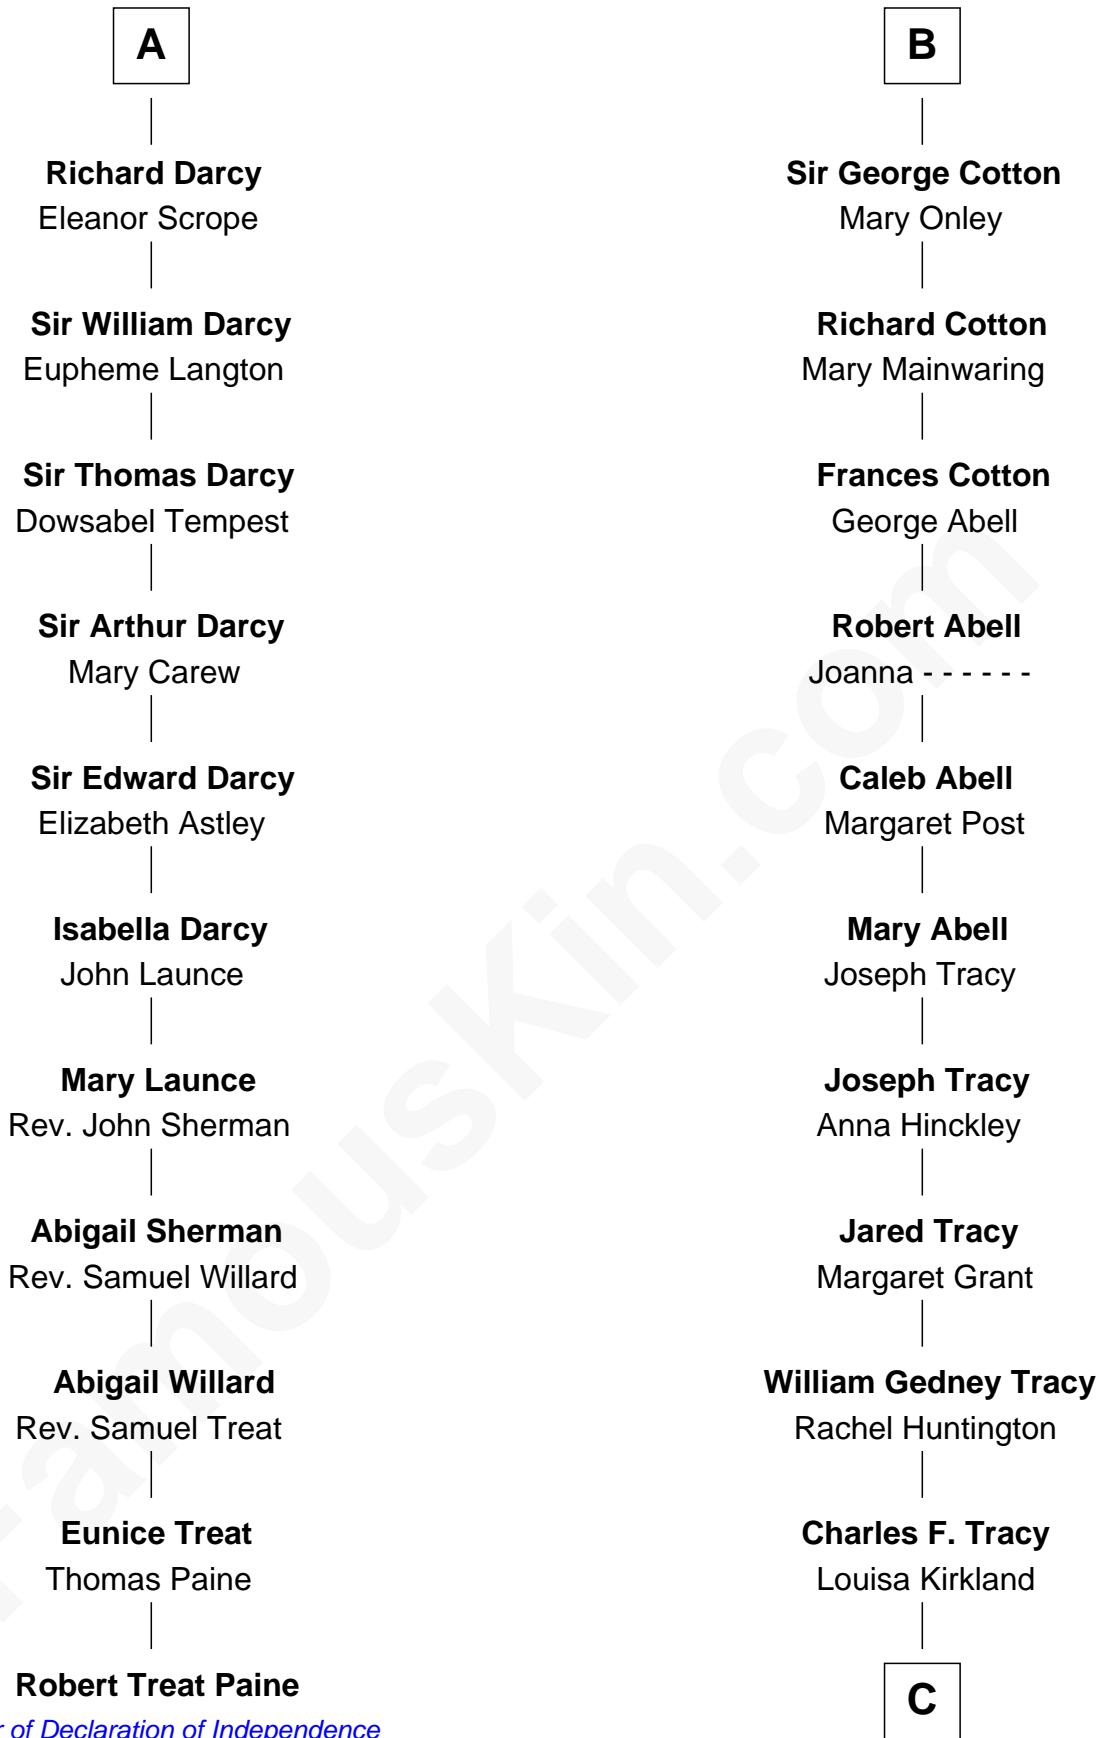 A
Richard Darcy
Eleanor Scrope
Sir William Darcy
Eupheme Langton
Sir Thomas Darcy
Dowsabel Tempest
Sir Arthur Darcy
Mary Carew
Sir Edward Darcy
Elizabeth Astley
Isabella Darcy
John Launce
Mary Launce
Rev. John Sherman
Abigail Sherman
Rev. Samuel Willard
Abigail Willard
Rev. Samuel Treat
Eunice Treat
Thomas Paine
Robert Treat Paine
of Declaration of Independence
B
Sir George Cotton
Mary Onley
Richard Cotton
Mary Mainwaring
Frances Cotton
George Abell
Robert Abell
Joanna - - - - - -
Caleb Abell
Margaret Post
Mary Abell
Joseph Tracy
Joseph Tracy
Anna Hinckley
Jared Tracy
Margaret Grant
William Gedney Tracy
Rachel Huntington
Charles F. Tracy
Louisa Kirkland
C
FamousKin.com